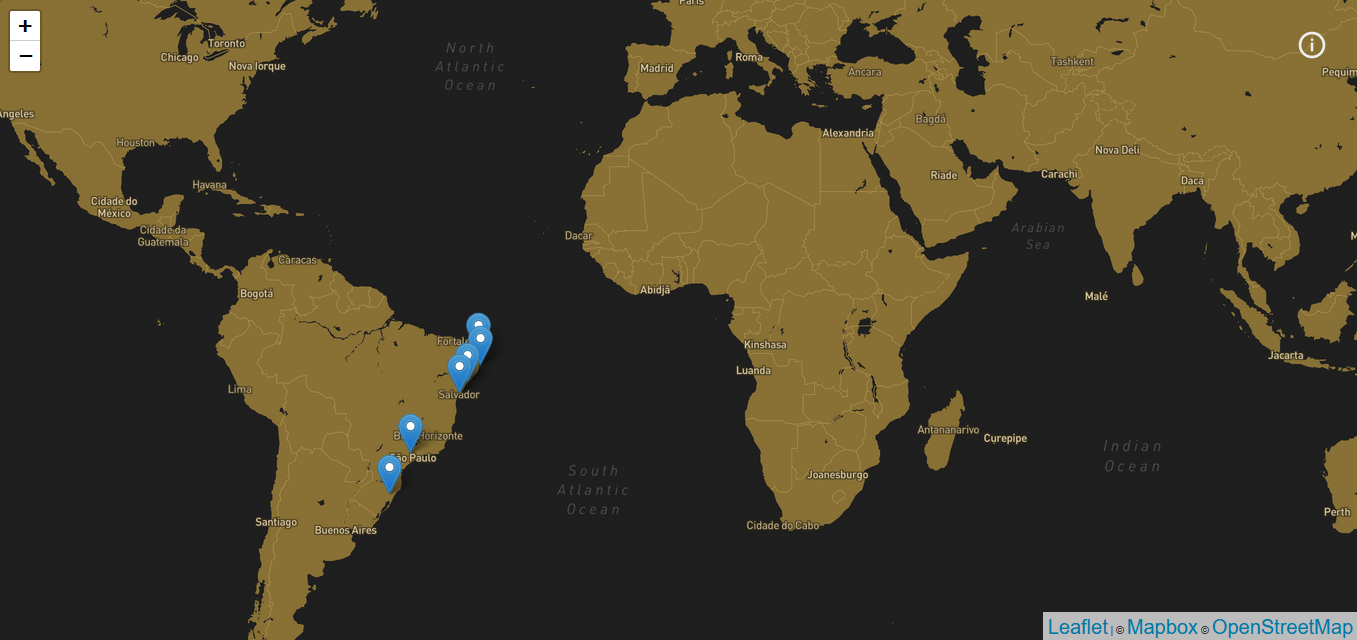 +
−
Paris
Toronto
Chicago
Nova Iorque
North
Atlantic
Ocean
Madrid
Roma
Ancara
Tashkent
Pequim
Angeles
Houston
Alexandria
Bagdá
Nova Deli
Havana
Riade
Carachi
Daca
Cidade do
México
Cidade da
Guatemala
Dacar
Arabian
Sea
Caracas
Bogotá
Abidjã
Malé
Fortale
Kinshasa
Jacarta
Luanda
Lima
Salvador
Antananarivo
Curepipe
B Horizonte
Indian
Ocean
São Paulo
South
Atlantic
Ocean
Joanesburgo
Santiago
Buenos Aires
Cidade do Cabo
Perth
Leaflet | © Mapbox © OpenStreetMap